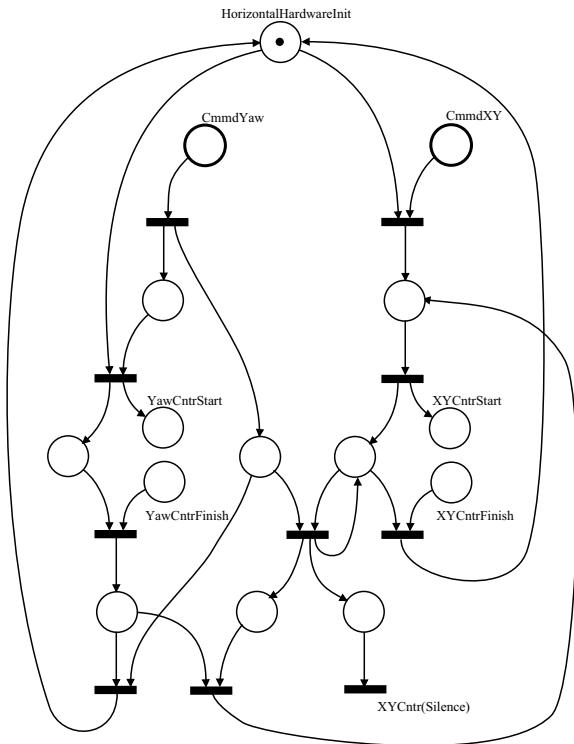 HorizontalHardwareInit
CmmdYaw
CmmdXY
YawCntrStart
XYCntrStart
YawCntrFinish
XYCntrFinish
XYCntr(Silence)